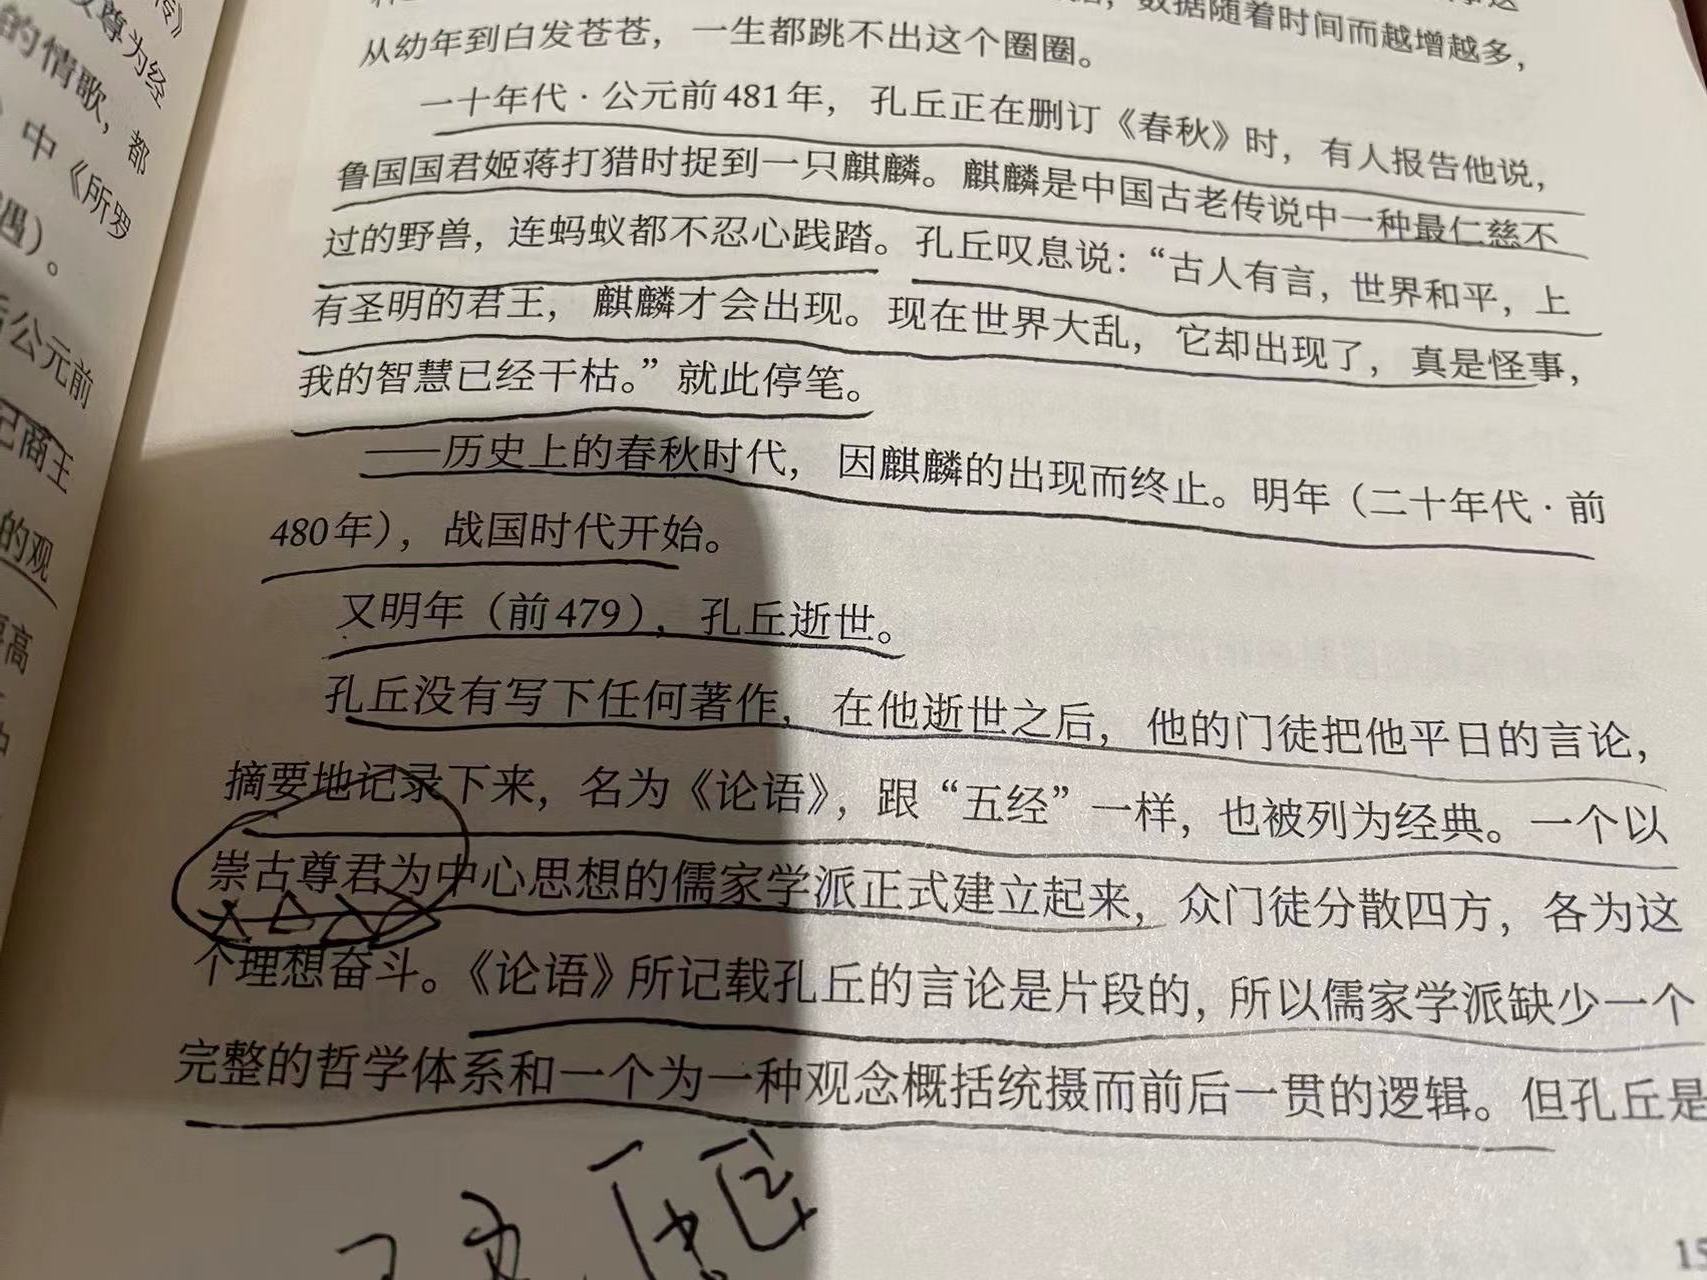 传》
尊为经
的情歌，都
中《所罗
遇）。
公元前
记商王
的观
高
数据随着时间而越增越多，
从幼年到白发苍苍，一生都跳不出这个圈圈。
一十年代·公元前481年，孔丘正在删订《春秋》时，有人报告他说，
鲁国国君姬蒋打猎时捉到一只麒麟。麒麟是中国古老传说中一种最仁慈不
过的野兽，连蚂蚁都不忍心践踏。孔丘叹息说：“古人有言，世界和平，上
有圣明的君王，麒麟才会出现。现在世界大乱，它却出现了，真是怪事，
我的智慧已经干枯。”就此停笔。
——历史上的春秋时代，因麒麟的出现而终止。明年（二十年代·前
480年），战国时代开始。
又明年（前479），孔丘逝世。
孔丘没有写下任何著作，在他逝世之后，他的门徒把他平日的言论，
摘要地记录下来，名为《论语》，跟“五经”一样，也被列为经典。一个以
崇古尊君为中心思想的儒家学派正式建立起来，众门徒分散四方，各为这
个理想奋斗。《论语》所记载孔丘的言论是片段的，所以儒家学派缺少一个
完整的哲学体系和一个为一种观念概括统摄而前后一贯的逻辑。但孔丘是